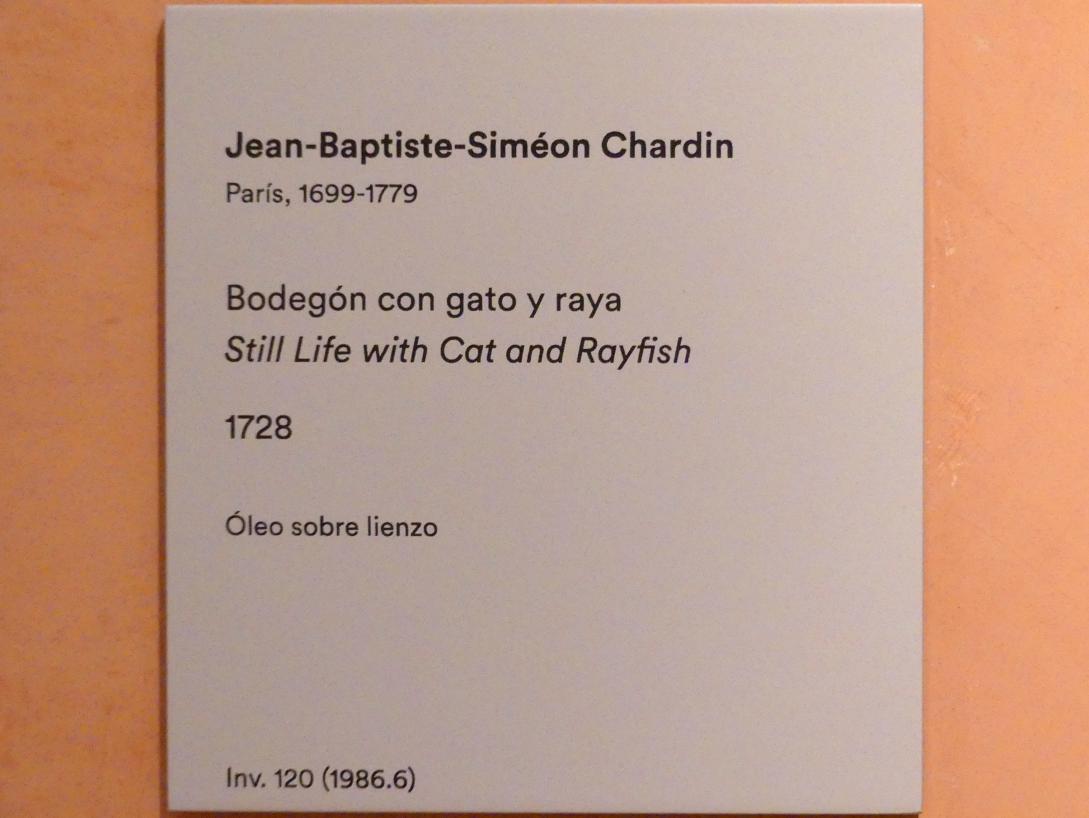 Jean-Baptiste-Siméon Chardin
París, 1699-1779
Bodegón con gato y raya
Still Life with Cat and Rayfish
1728
Óleo sobre lienzo
Inv. 120 (1986.6)